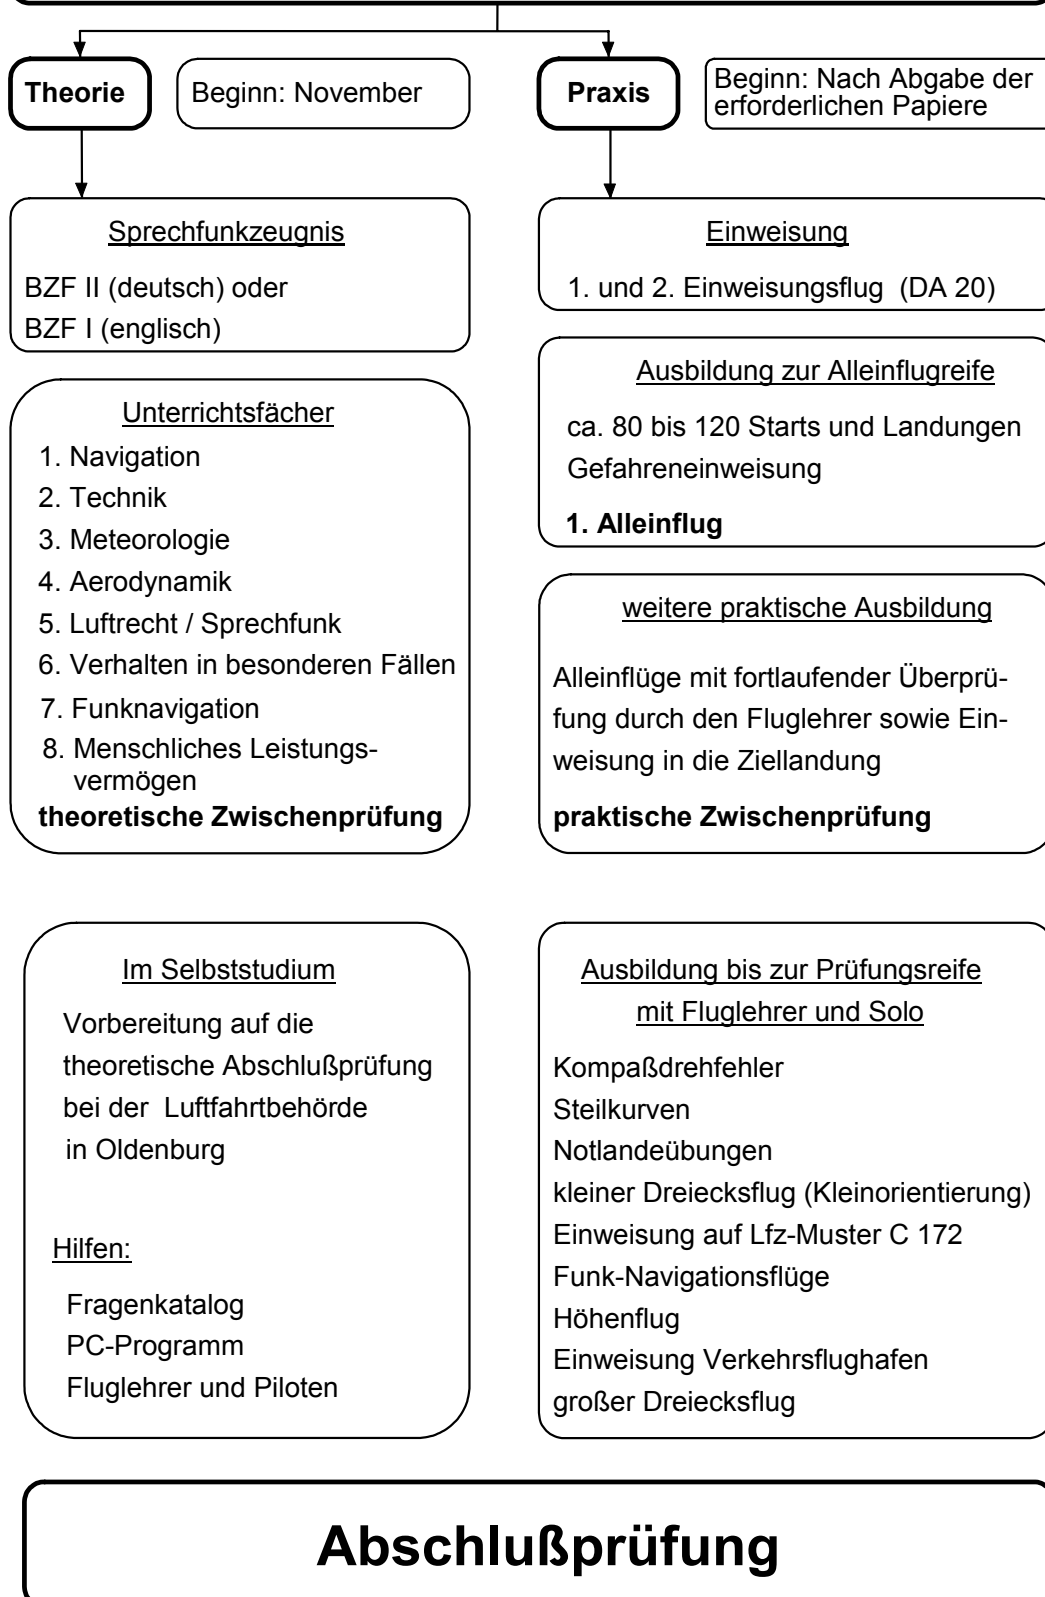 Theorie
Beginn: November
Praxis
Beginn: Nach Abgabe der
erforderlichen Papiere
Sprechfunkzeugnis
BZF II (deutsch) oder
BZF I (englisch)
Unterrichtsfächer
1. Navigation
2. Technik
3. Meteorologie
4. Aerodynamik
5. Luftrecht / Sprechfunk
6. Verhalten in besonderen Fällen
7. Funknavigation
8. Menschliches Leistungs-
vermögen
theoretische Zwischenprüfung
Im Selbststudium
Vorbereitung auf die
theoretische Abschlußprüfung
bei der Luftfahrtbehörde
in Oldenburg
Hilfen:
Fragenkatalog
PC-Programm
Fluglehrer und Piloten
Einweisung
1. und 2. Einweisungsflug (DA 20)
Ausbildung zur Alleinflugreife
ca. 80 bis 120 Starts und Landungen
Gefahreneinweisung
1. Alleinflug
weitere praktische Ausbildung
Alleinflüge mit fortlaufender Überprü-
fung durch den Fluglehrer sowie Ein-
weisung in die Ziellandung
praktische Zwischenprüfung
Ausbildung bis zur Prüfungsreife
mit Fluglehrer und Solo
Kompaßdrehfehler
Steilkurven
Notlandeübungen
kleiner Dreiecksflug (Kleinorientierung)
Einweisung auf Lfz-Muster C 172
Funk-Navigationsflüge
Höhenflug
Einweisung Verkehrsflughafen
großer Dreiecksflug
Abschlußprüfung